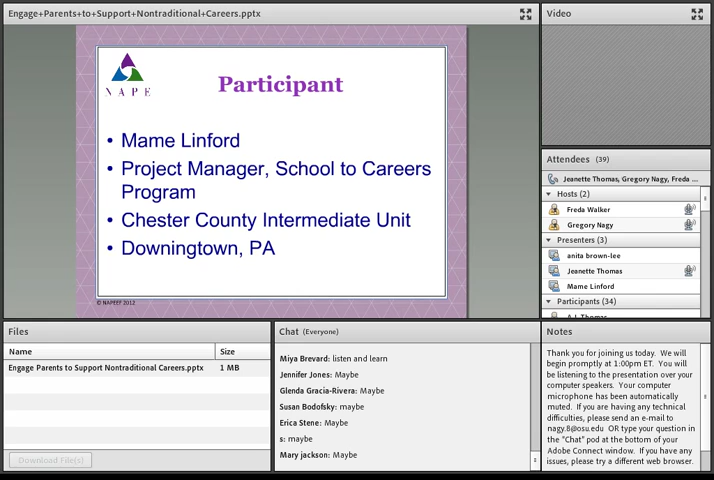 Engage+Parents+to+Support+Nontraditional+Careers.pptx
NAPE
Participant
• Mame Linford
• Project Manager, School to Careers
Program
• Chester County Intermediate Unit
• Downingtown, PA
© NAPEEF 2012
Video
Attendees (39)
Jeanette Thomas, Gregory Nagy, Freda ...
Hosts (2)
Freda Walker
Gregory Nagy
Presenters (3)
anita brown-lee
Jeanette Thomas
Mame Linford
Participants (34)
A.J. Thomas
Files
Name Size
Engage Parents to Support Nontraditional Careers.pptx 1 MB
Download File(s)
Chat (Everyone)
Miya Brevard: listen and learn
Jennifer Jones: Maybe
Glenda Gracia-Rivera: Maybe
Susan Bodofsky: maybe
Erica Stene: Maybe
s: maybe
Mary jackson: Maybe
Notes
Thank you for joining us today. We will
begin promptly at 1:00pm ET. You will
be listening to the presentation over your
computer speakers. Your computer
microphone has been automatically
muted. If you are having any technical
difficulties, please send an e-mail to
nagy.8@osu.edu OR type your question in
the "Chat" pod at the bottom of your
Adobe Connect window. If you have any
issues, please try a different web browser.